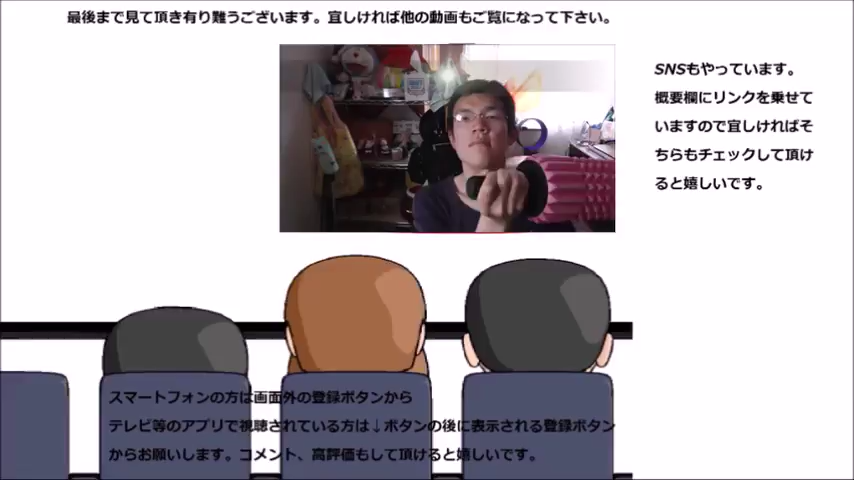 最後まで見て頂き有り難うございます。宜しければ他の動画もご覧になって下さい。
SNSもやっています。
概要欄にリンクを乗せて
いますので宜しければそ
ちらもチェックして頂け
ると嬉しいです。
スマートフォンの方は画面外の登録ボタンから
テレビ等のアプリで視聴されている方は↓ボタンの後に表示される登録ボタン
からお願いします。コメント、高評価もして頂けると嬉しいです。